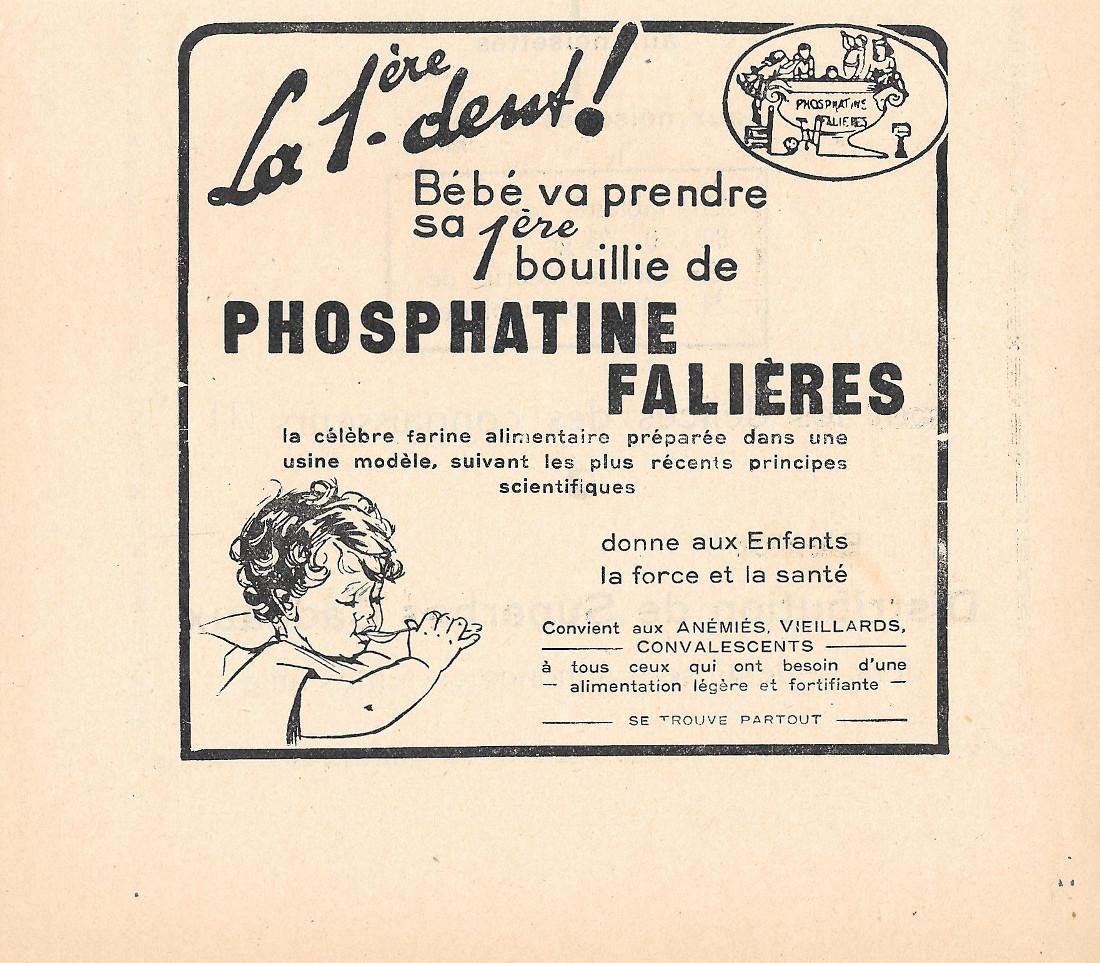 La 1ère dent!
PHOSPHATINE
FALIERES
Bébé va prendre
sa 1ère
bouillie de
PHOSPHATINE
FALIÈRES
la célèbre farine alimentaire préparée dans une
usine modèle, suivant les plus récents principes
scientifiques
donne aux Enfants
la force et la santé
Convient aux ANÉMIÉS, VIEILLARDS,
CONVALESCENTS
à tous ceux qui ont besoin d'une
alimentation légère et fortifiante
SE TROUVE PARTOUT